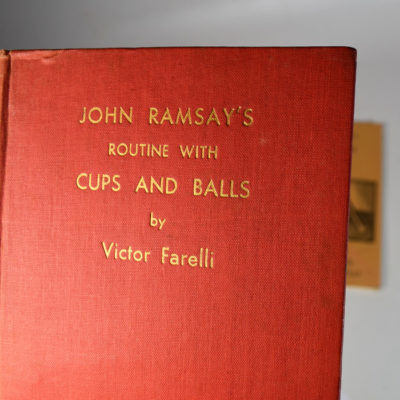 JOHN RAMSAY'S
ROUTINE WITH
CUPS AND BALLS
by
Victor Farelli